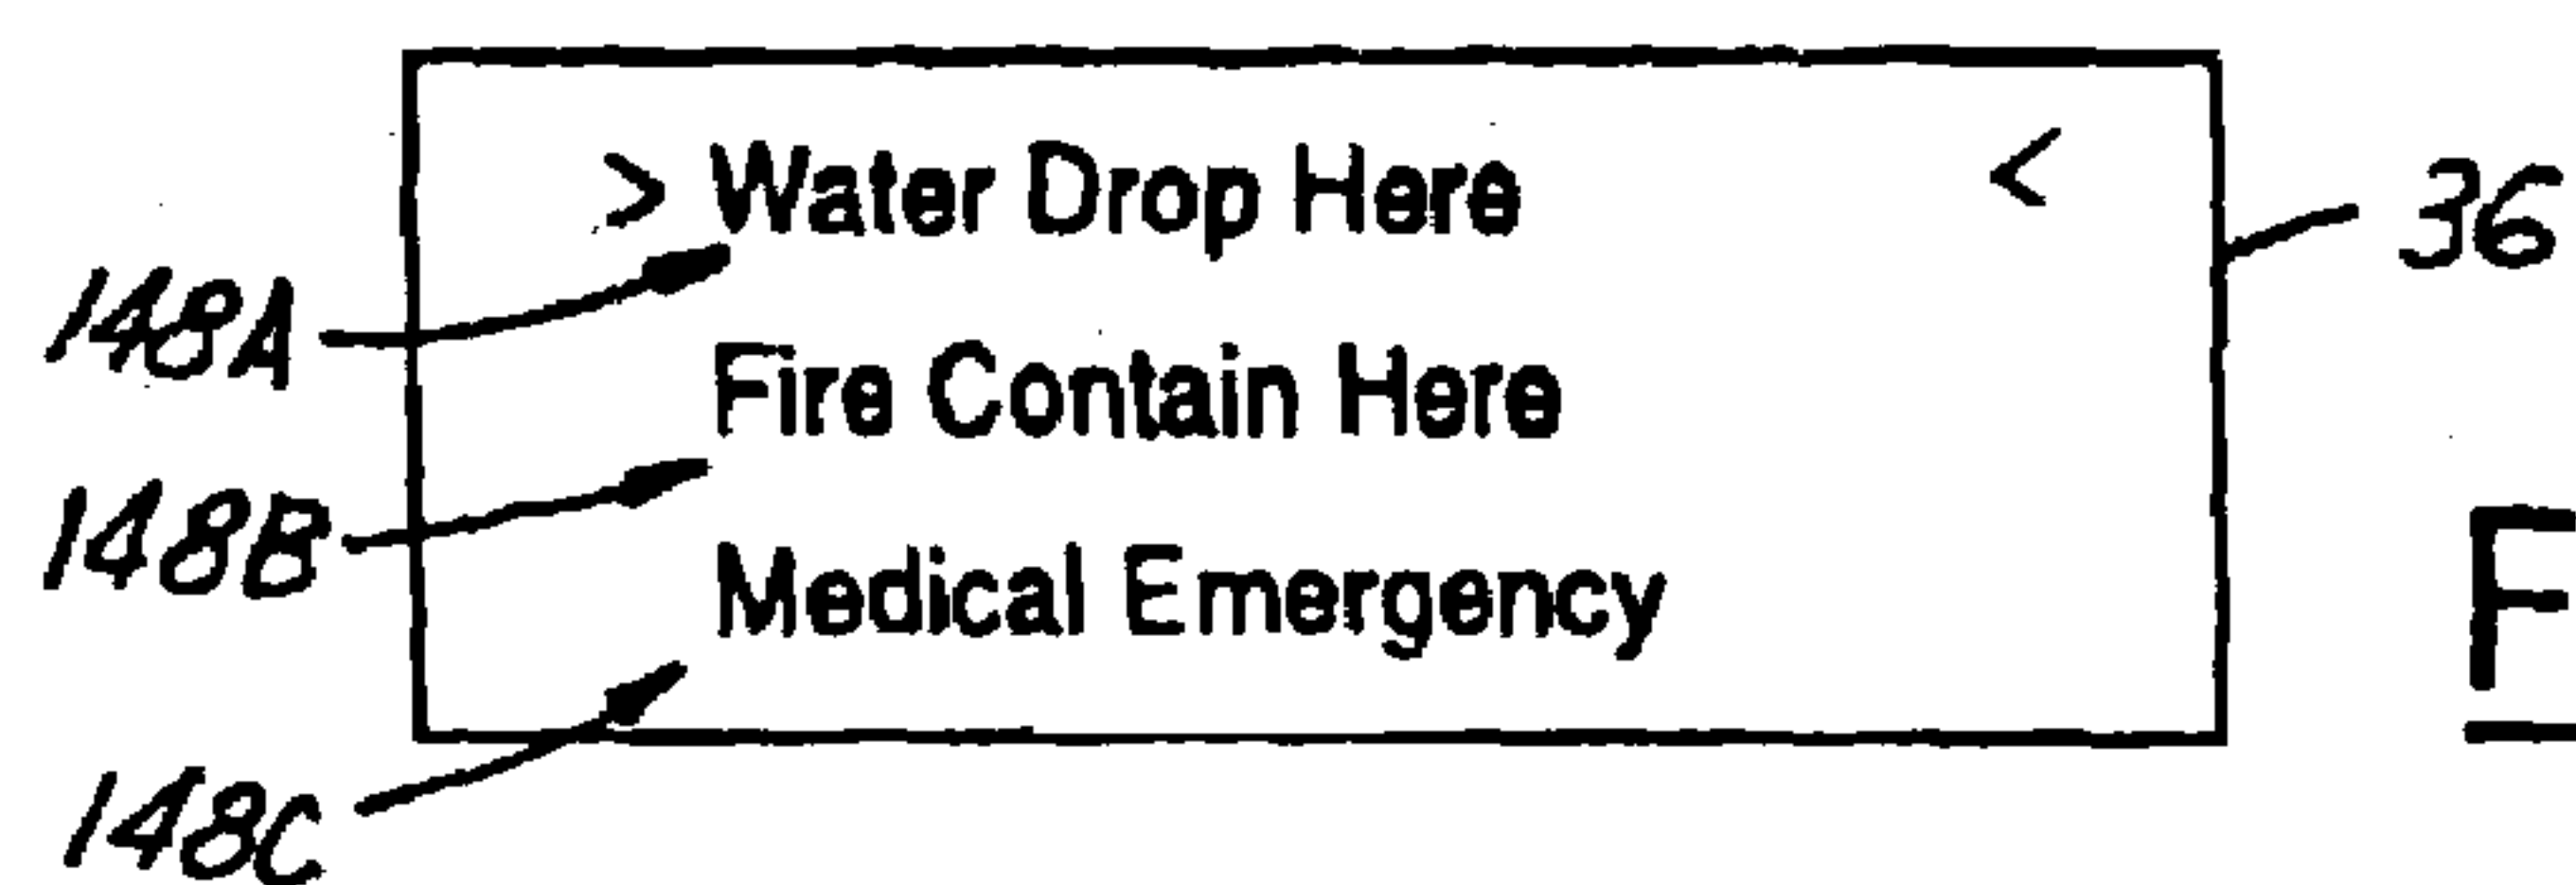 > Water Drop Here <
36
148A
Fire Contain Here
148B
F
Medical Emergency
148C